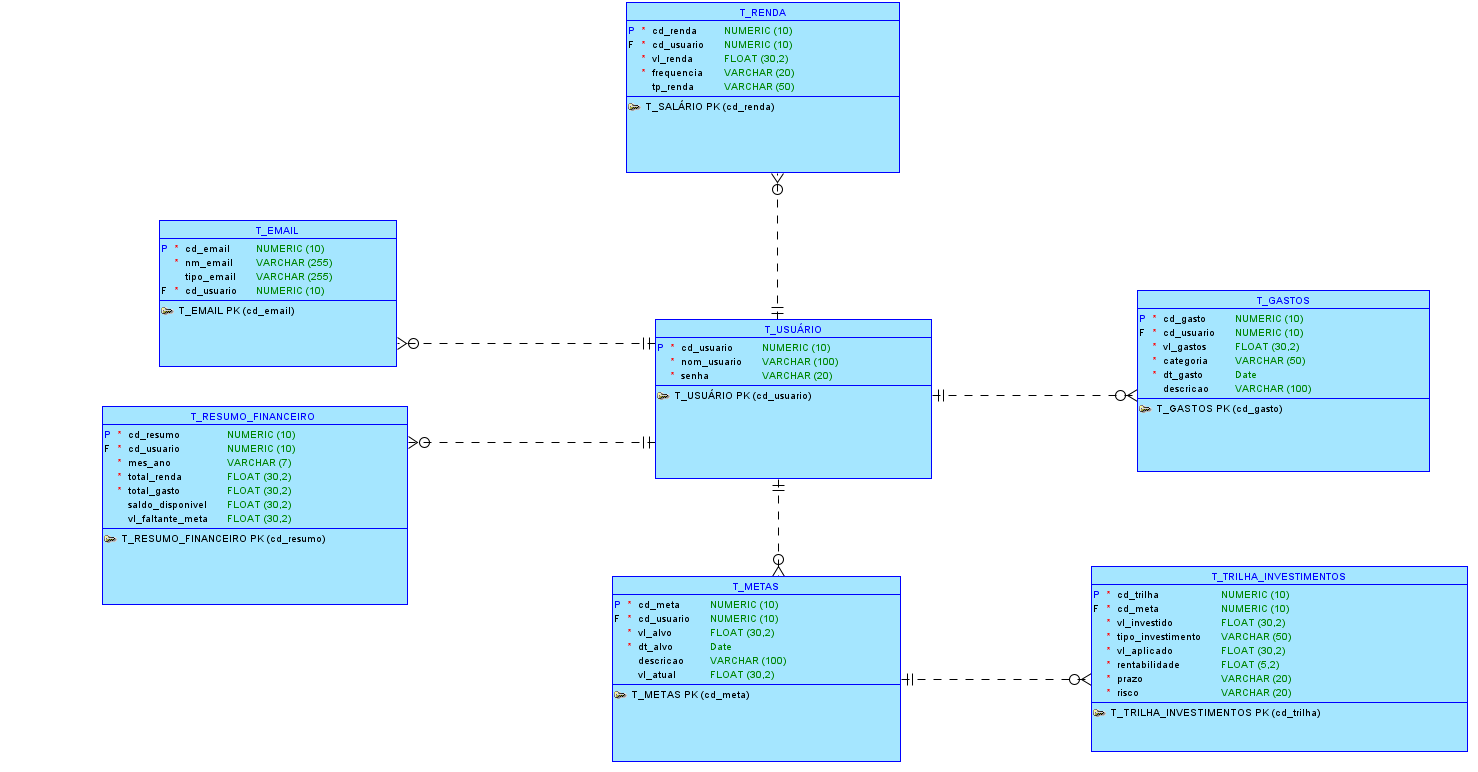 T_RENDA
P * cd_renda NUMERIC (10)
F * cd_usuario NUMERIC (10)
* vl_renda FLOAT (30,2)
* frequencia VARCHAR (20)
tp_renda VARCHAR (50)
T_SALÁRIO PK (cd_renda)
T_EMAIL
P * cd_email NUMERIC (10)
* nm_email VARCHAR (255)
tipo_email VARCHAR (255)
F * cd_usuario NUMERIC (10)
T_EMAIL PK (cd_email)
T_USUÁRIO
P * cd_usuario NUMERIC (10)
* nom_usuario VARCHAR (100)
* senha VARCHAR (20)
T_USUÁRIO PK (cd_usuario)
T_GASTOS
P * cd_gasto NUMERIC (10)
F * cd_usuario NUMERIC (10)
* vl_gastos FLOAT (30,2)
* categoria VARCHAR (50)
* dt_gasto Date
descricao VARCHAR (100)
T_GASTOS PK (cd_gasto)
T_RESUMO_FINANCEIRO
P * cd_resumo NUMERIC (10)
F * cd_usuario NUMERIC (10)
* mes_ano VARCHAR (7)
* total_renda FLOAT (30,2)
* total_gasto FLOAT (30,2)
saldo_disponivel FLOAT (30,2)
vl_faltante_meta FLOAT (30,2)
T_RESUMO_FINANCEIRO PK (cd_resumo)
T_METAS
P * cd_meta NUMERIC (10)
F * cd_usuario NUMERIC (10)
* vl_alvo FLOAT (30,2)
* dt_alvo Date
descricao VARCHAR (100)
vl_atual FLOAT (30,2)
T_METAS PK (cd_meta)
T_TRILHA_INVESTIMENTOS
P * cd_trilha NUMERIC (10)
F * cd_meta NUMERIC (10)
* vl_investido FLOAT (30,2)
* tipo_investimento VARCHAR (50)
* vl_aplicado FLOAT (30,2)
* rentabilidade FLOAT (5,2)
* prazo VARCHAR (20)
* risco VARCHAR (20)
T_TRILHA_INVESTIMENTOS PK (cd_trilha)